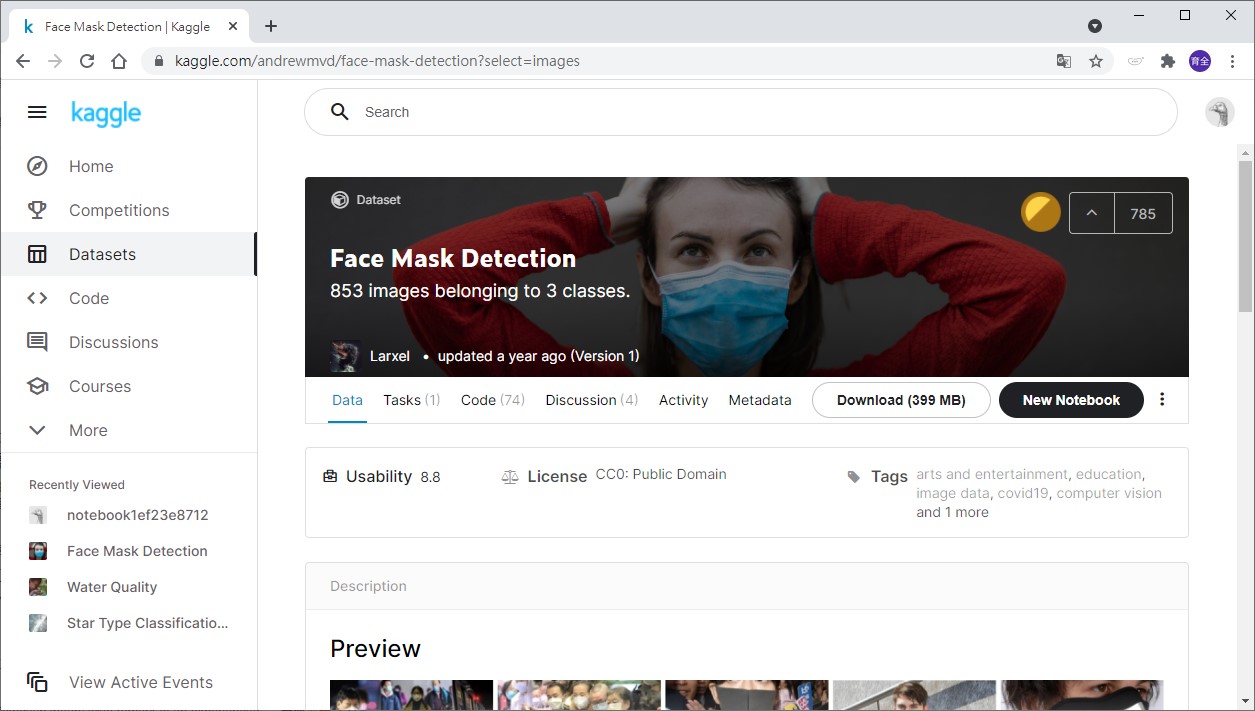 Face Mask Detection | Kaggle
kaggle.com/andrewmvd/face-mask-detection?select=images
育全
kaggle
Search
Home
Competitions
Datasets
Code
Discussions
Courses
More
Recently Viewed
notebook1ef23e8712
Face Mask Detection
Water Quality
Star Type Classificatio...
View Active Events
Dataset
785
Face Mask Detection
853 images belonging to 3 classes.
Larxel • updated a year ago (Version 1)
Data Tasks (1) Code (74) Discussion (4) Activity Metadata Download (399 MB) New Notebook
Usability 8.8 License CC0: Public Domain Tags arts and entertainment, education,
image data, covid19, computer vision
and 1 more
Description
Preview